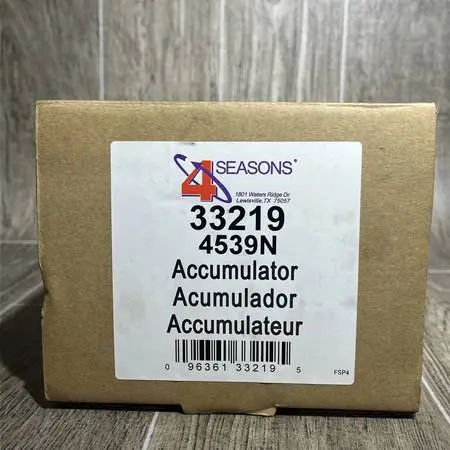 4 SEASONS®
1801 Waters Ridge Dr.
Lewisville, TX 75057
33219
4539N
Accumulator
Acumulador
Accumulateur
0 96361 33219 5
FSP4